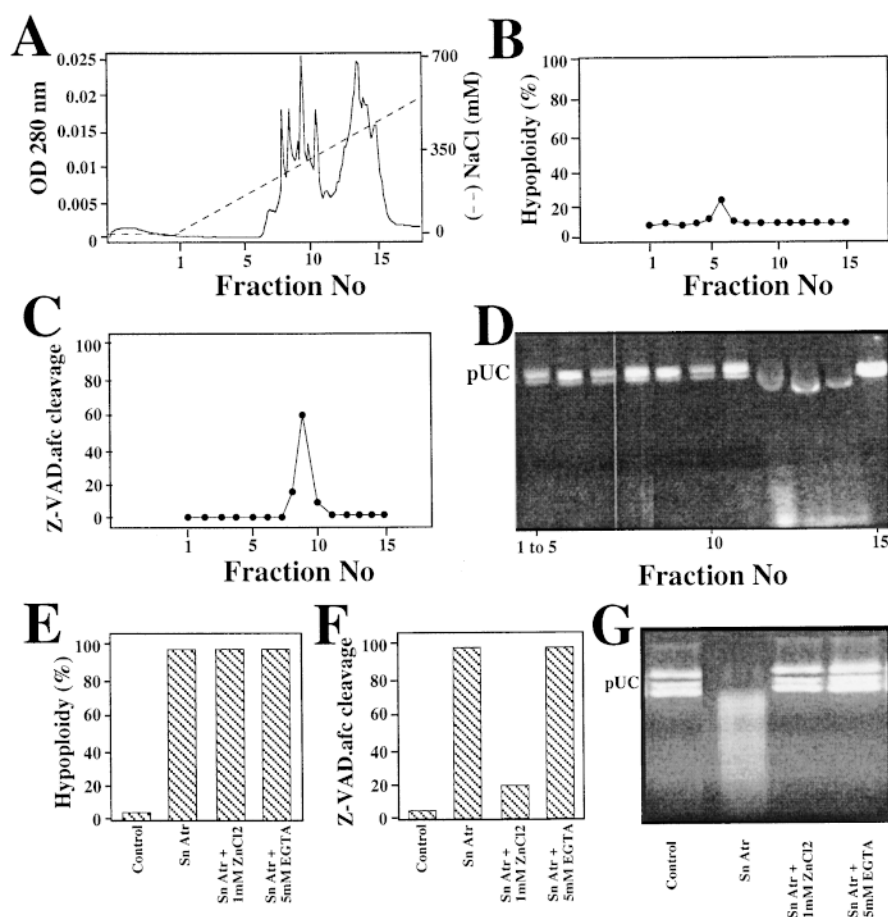 A
0.025
0.02
0.015
0.01
0.005
0
OD 280 nm
700
350
0
(--) NaCl (mM)
1
5
10
15
Fraction No
B
100
80
60
40
20
0
Hypoploidy (%)
1
5
10
15
Fraction No
C
100
80
60
40
20
0
Z-VAD.afc cleavage
1
5
10
15
Fraction No
D
pUC
1 to 5
10
15
Fraction No
E
100
80
60
40
20
0
Hypoploidy (%)
Control
Sn Atr
Sn Atr +
1mM ZnCl2
Sn Atr +
5mM EGTA
F
100
80
60
40
20
0
Z-VAD.afc cleavage
Control
Sn Atr
Sn Atr +
1mM ZnCl2
Sn Atr +
5mM EGTA
G
pUC
Control
Sn Atr
Sn Atr +
1mM ZnCl2
Sn Atr +
5mM EGTA